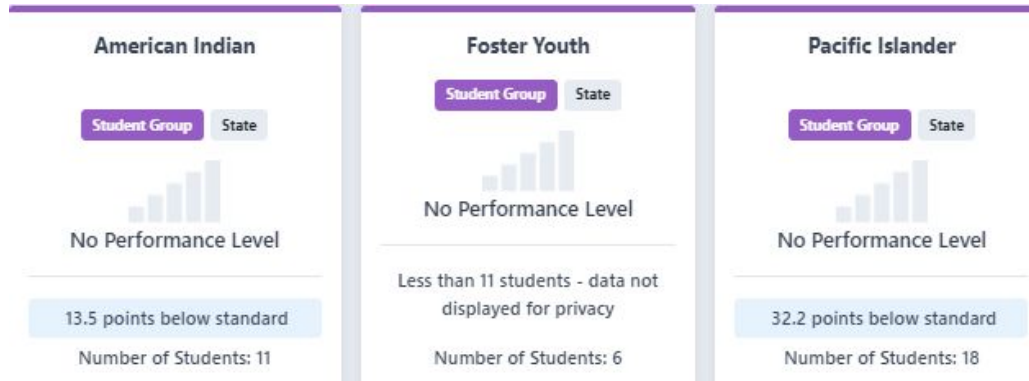 American Indian
Student Group State
No Performance Level
13.5 points below standard
Number of Students: 11
Foster Youth
Student Group State
No Performance Level
Less than 11 students - data not
displayed for privacy
Number of Students: 6
Pacific Islander
Student Group State
No Performance Level
32.2 points below standard
Number of Students: 18